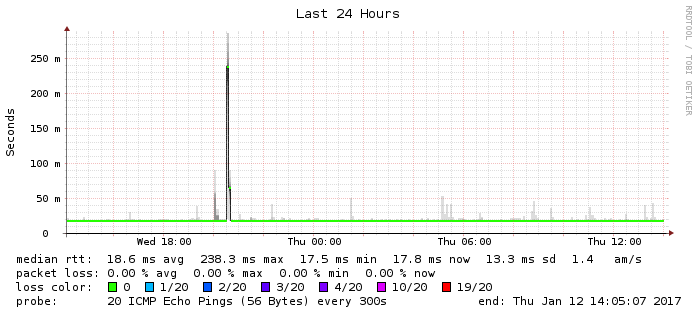 Last 24 Hours
RRDTOOL / TOBI OETIKER
Seconds
250 m
200 m
150 m
100 m
50 m
0
Wed 18:00 Thu 00:00 Thu 06:00 Thu 12:00
median rtt: 18.6 ms avg 238.3 ms max 17.5 ms min 17.8 ms now 13.3 ms sd 1.4 am/s
packet loss: 0.00 % avg 0.00 % max 0.00 % min 0.00 % now
loss color: 0 1/20 2/20 3/20 4/20 10/20 19/20
probe: 20 ICMP Echo Pings (56 Bytes) every 300s end: Thu Jan 12 14:05:07 2017